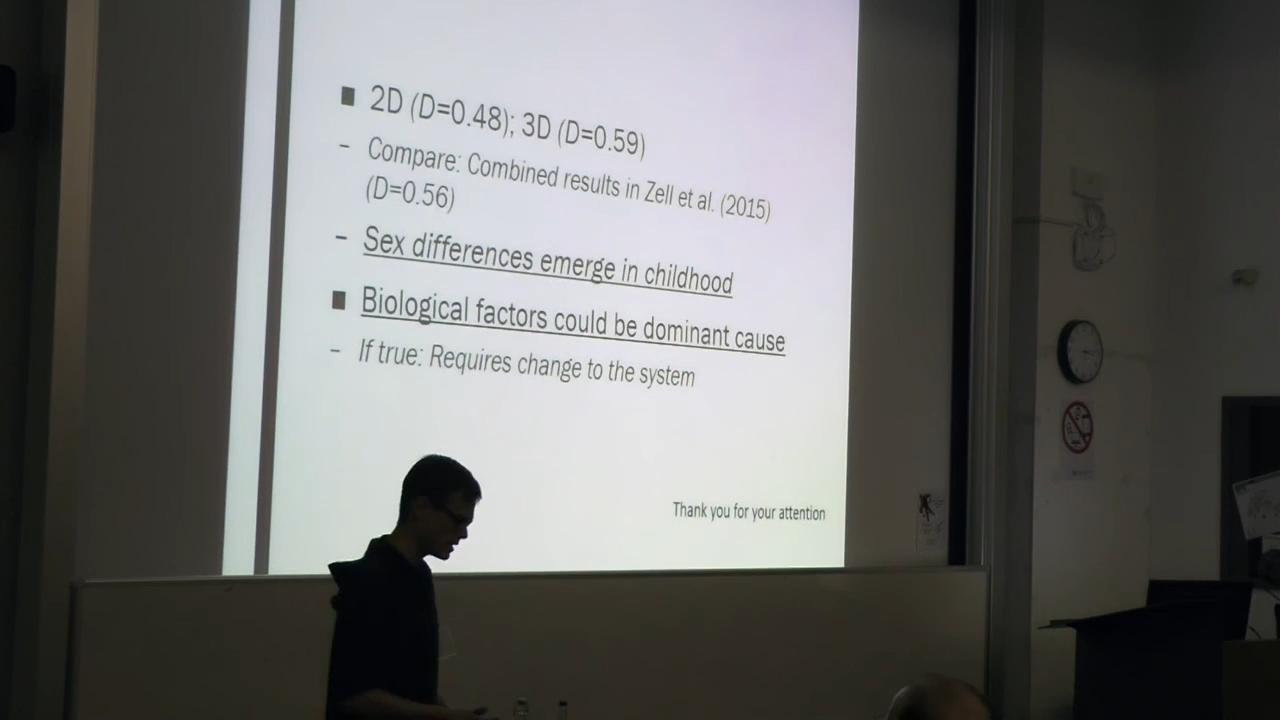 ■ 2D (D=0.48); 3D (D=0.59)
– Compare: Combined results in Zell et al. (2015)
(D=0.56)
– Sex differences emerge in childhood
■ Biological factors could be dominant cause
– If true: Requires change to the system
Thank you for your attention